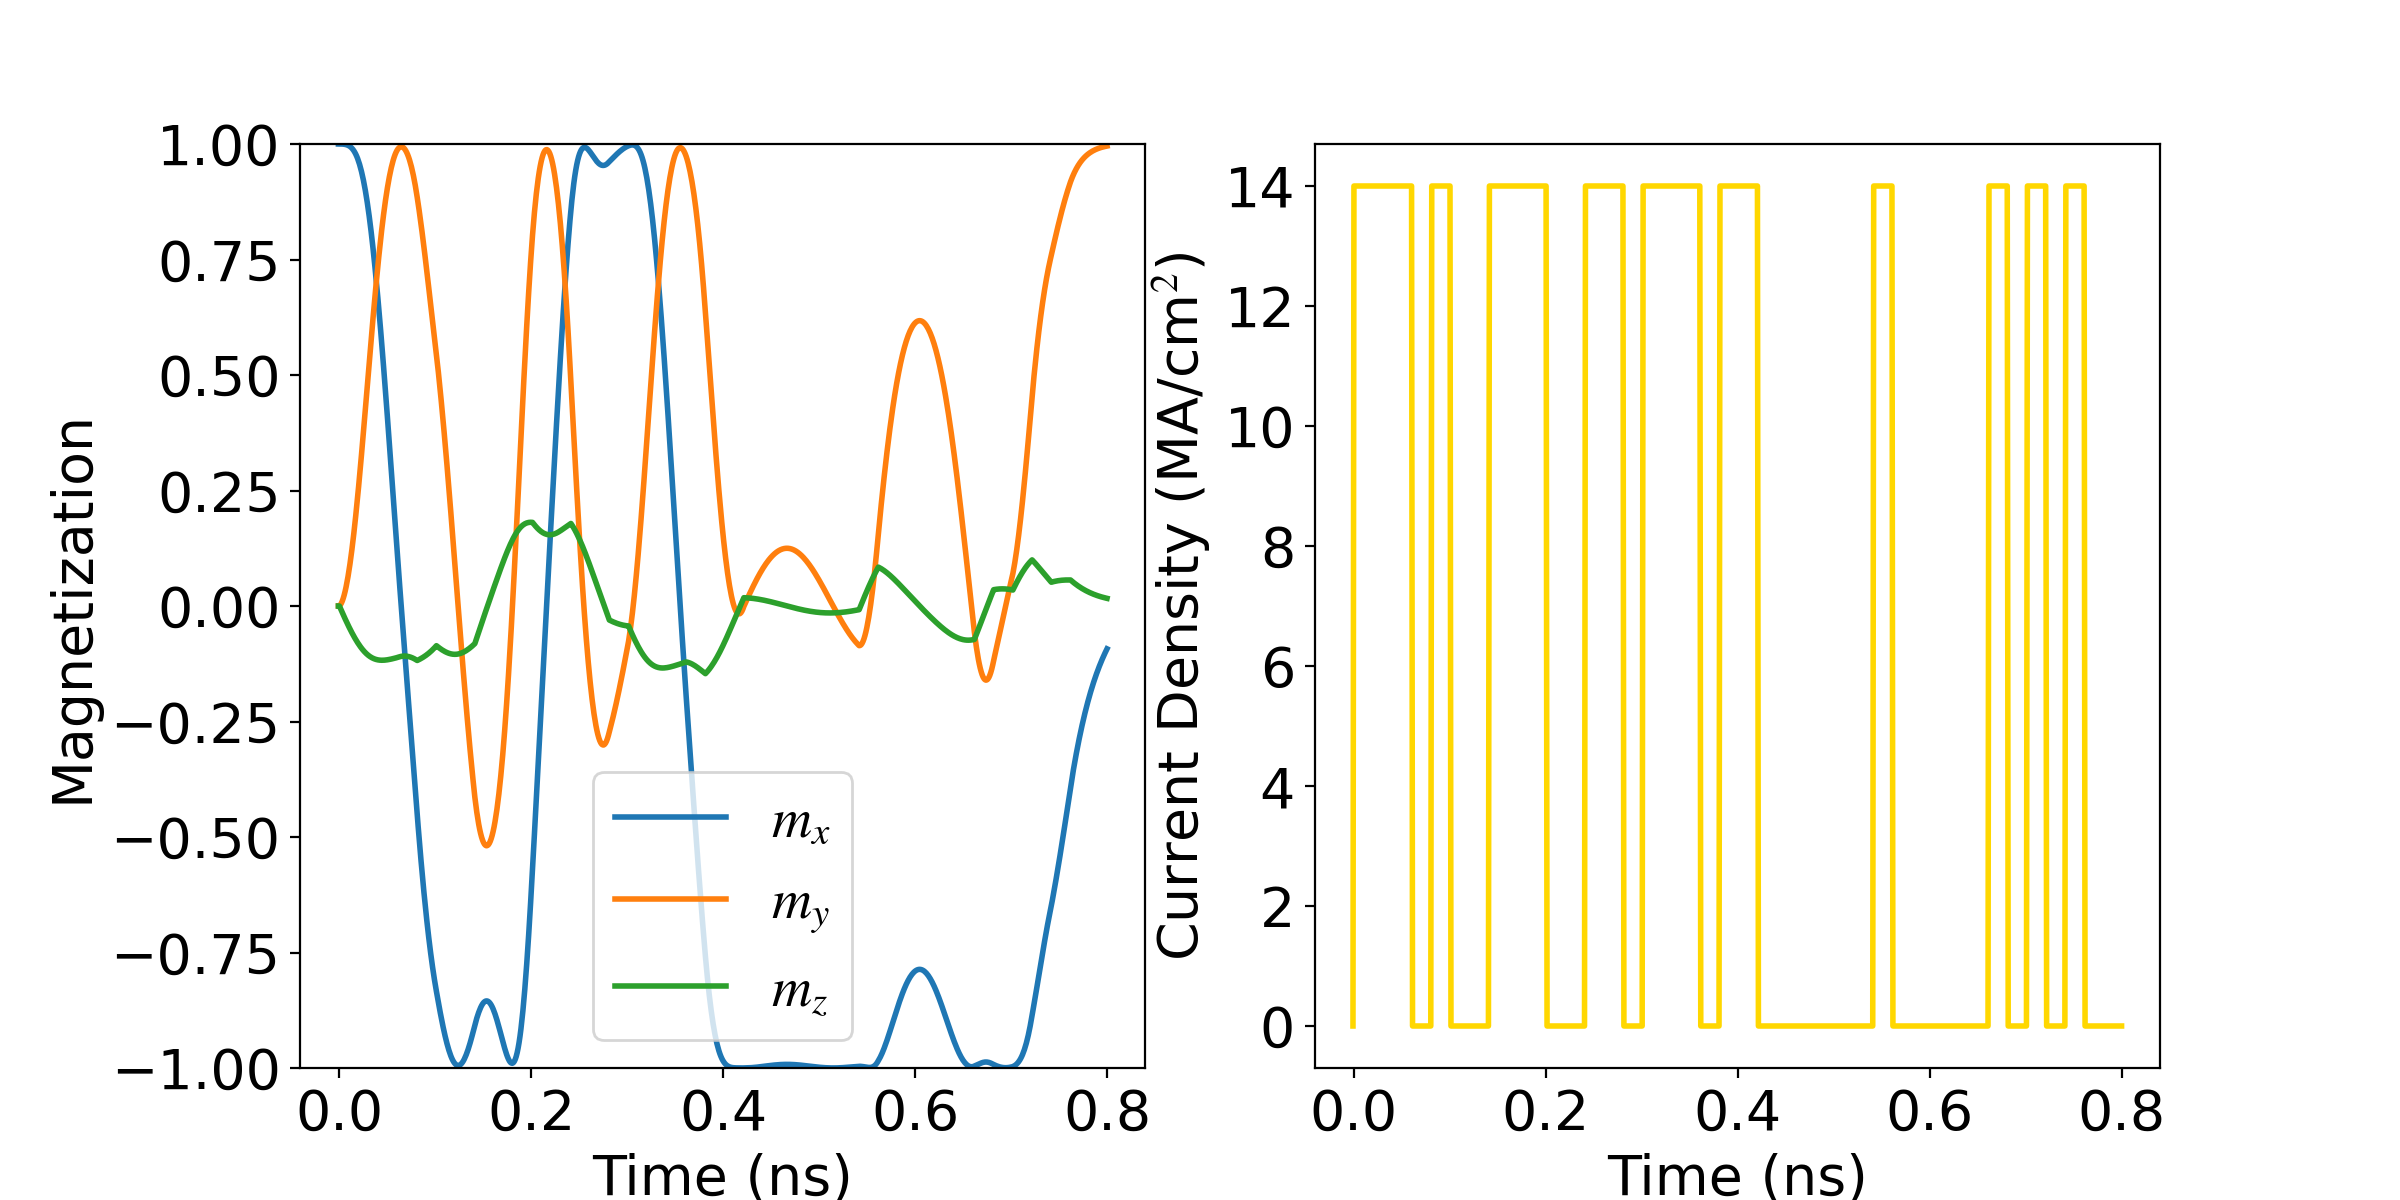 Magnetization
1.00
0.75
0.50
0.25
0.00
−0.25
−0.50
−0.75
−1.00
0.0 0.2 0.4 0.6 0.8
Time (ns)
m_x
m_y
m_z
Current Density (MA/cm²)
14
12
10
8
6
4
2
0
0.0 0.2 0.4 0.6 0.8
Time (ns)